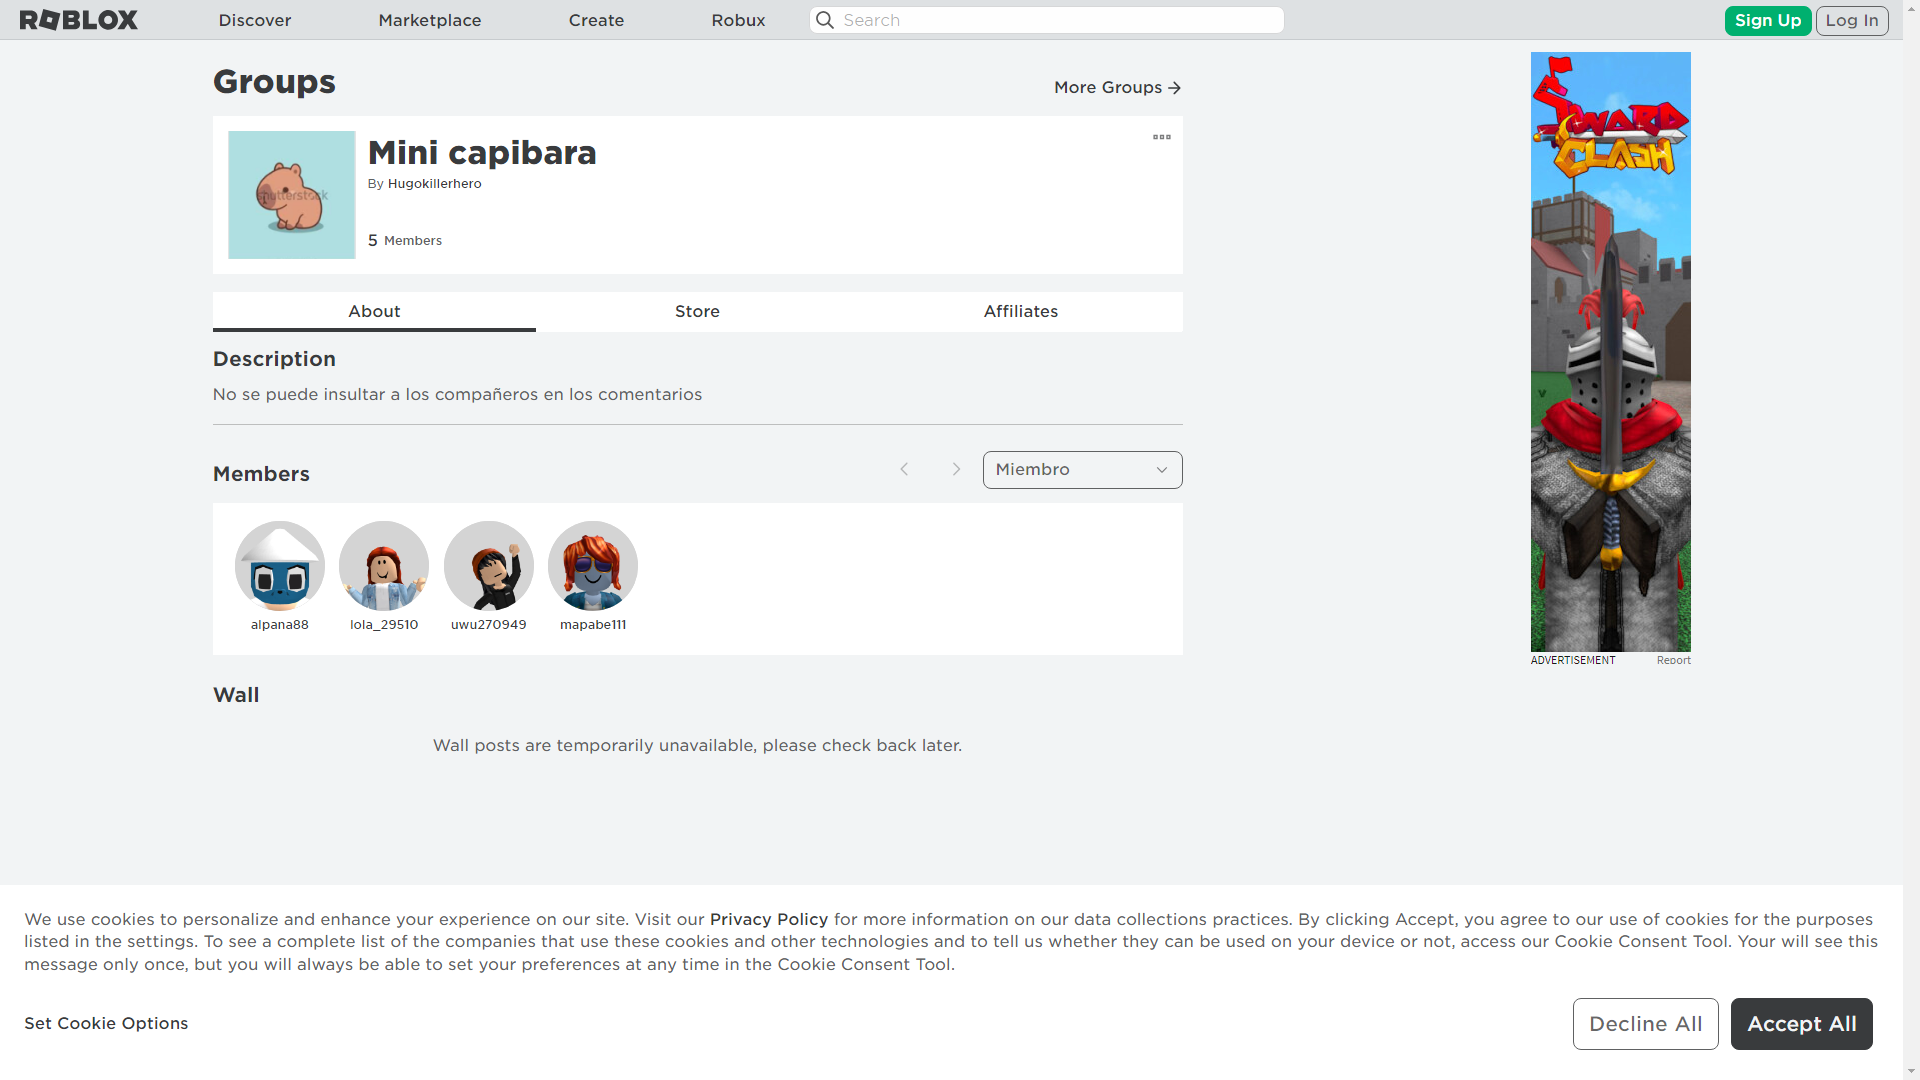 ROBLOX
Discover
Marketplace
Create
Robux
Search
Sign Up
Log In
Groups
More Groups
Mini capibara
By Hugokillerhero
5 Members
shutterstock
SWORD
CLASH
About
Store
Affiliates
Description
No se puede insultar a los compañeros en los comentarios
Members
Miembro
alpana88
lola_29510
uwu270949
mapabe111
ADVERTISEMENT
Report
Wall
Wall posts are temporarily unavailable, please check back later.
We use cookies to personalize and enhance your experience on our site. Visit our Privacy Policy for more information on our data collections practices. By clicking Accept, you agree to our use of cookies for the purposes
listed in the settings. To see a complete list of the companies that use these cookies and other technologies and to tell us whether they can be used on your device or not, access our Cookie Consent Tool. Your will see this
message only once, but you will always be able to set your preferences at any time in the Cookie Consent Tool.
Set Cookie Options
Decline All
Accept All